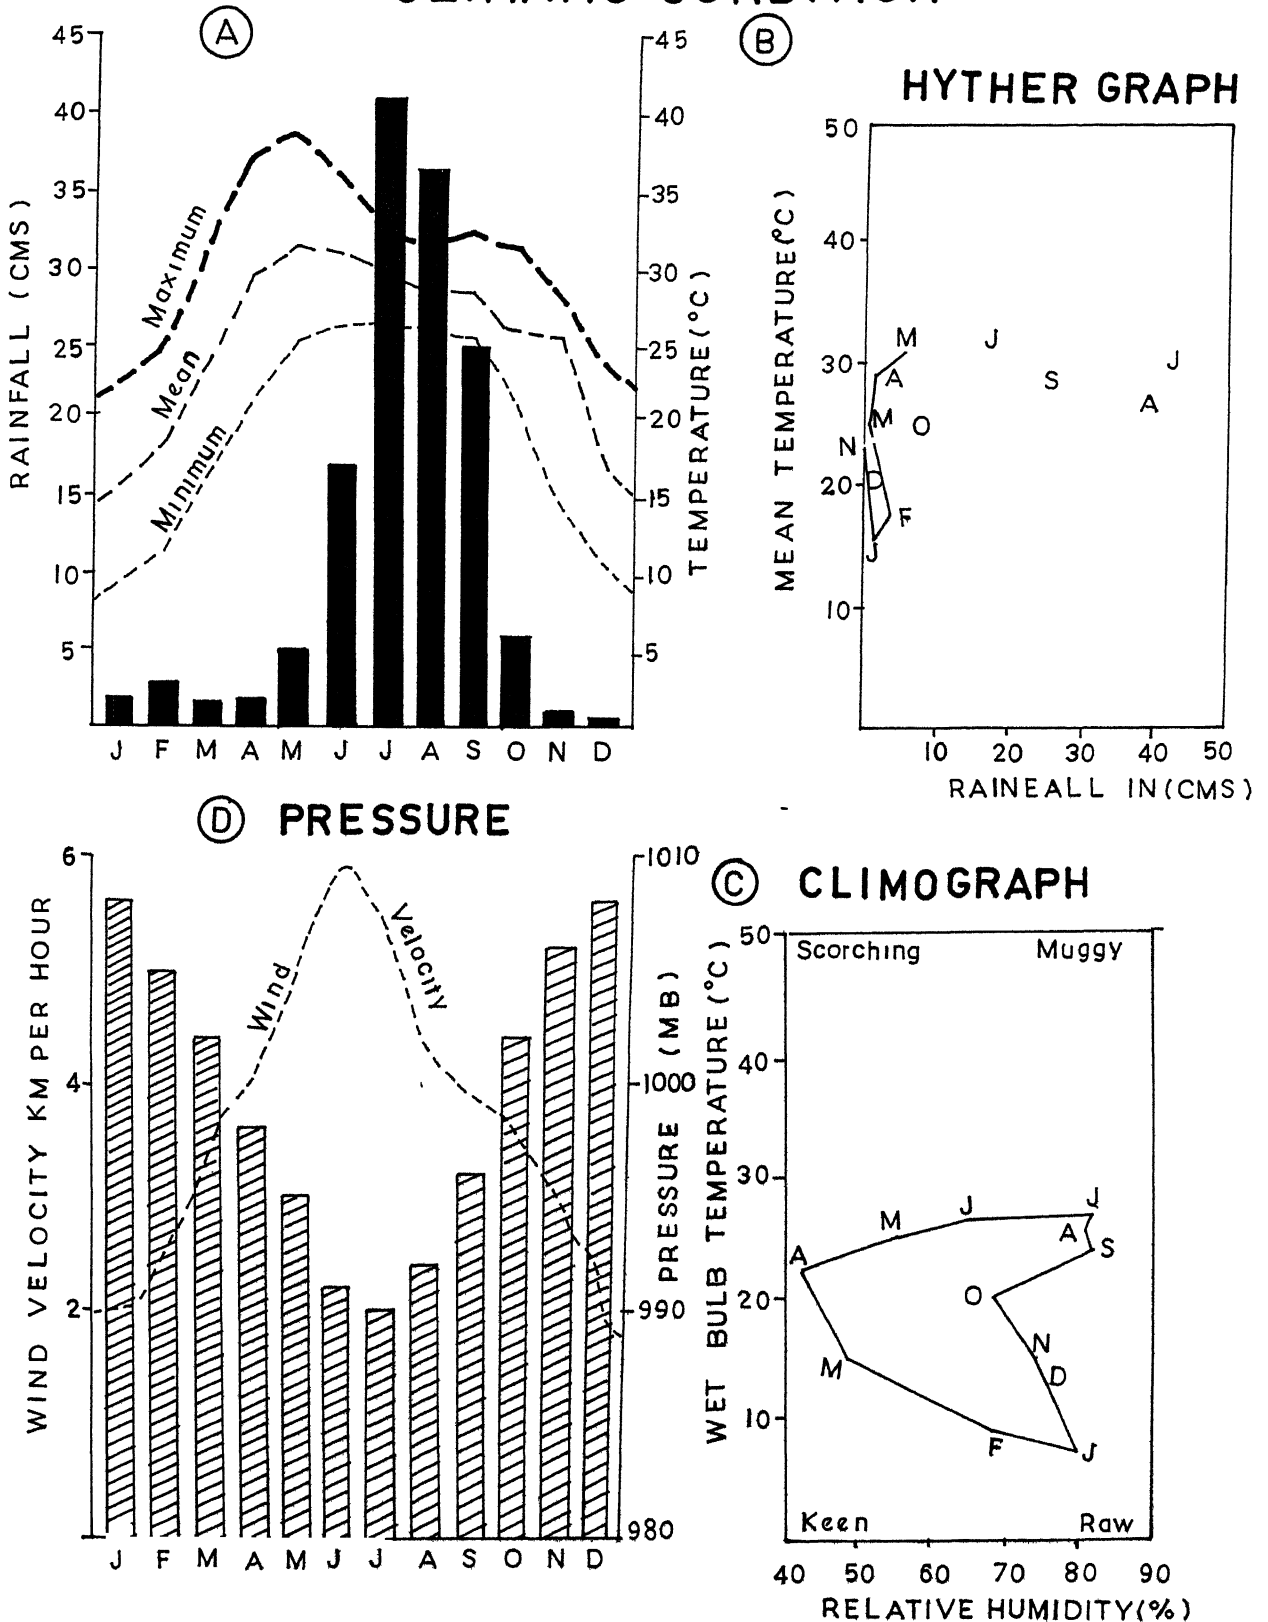 CLIMATIC CONDITION
A
45
40
35
30
25
20
15
10
5
RAINFALL (CMS)
Maximum
Mean
Minimum
45
40
35
30
25
20
15
10
5
TEMPERATURE (°C)
J F M A M J J A S O N D
B
HYTHER GRAPH
50
40
30
20
10
MEAN TEMPERATURE(°C)
M
J
J
A
S
A
M
O
N
D
F
J
10 20 30 40 50
RAINEALL IN (CMS)
D PRESSURE
6
4
2
WIND VELOCITY KM PER HOUR
Wind
Velocity
1010
1000
990
980
PRESSURE (MB)
J F M A M J J A S O N D
C CLIMOGRAPH
50
40
30
20
10
WET BULB TEMPERATURE (°C)
Scorching Muggy
J
J
M
A
S
A
O
N
M
D
F
J
Keen Raw
40 50 60 70 80 90
RELATIVE HUMIDITY (%)